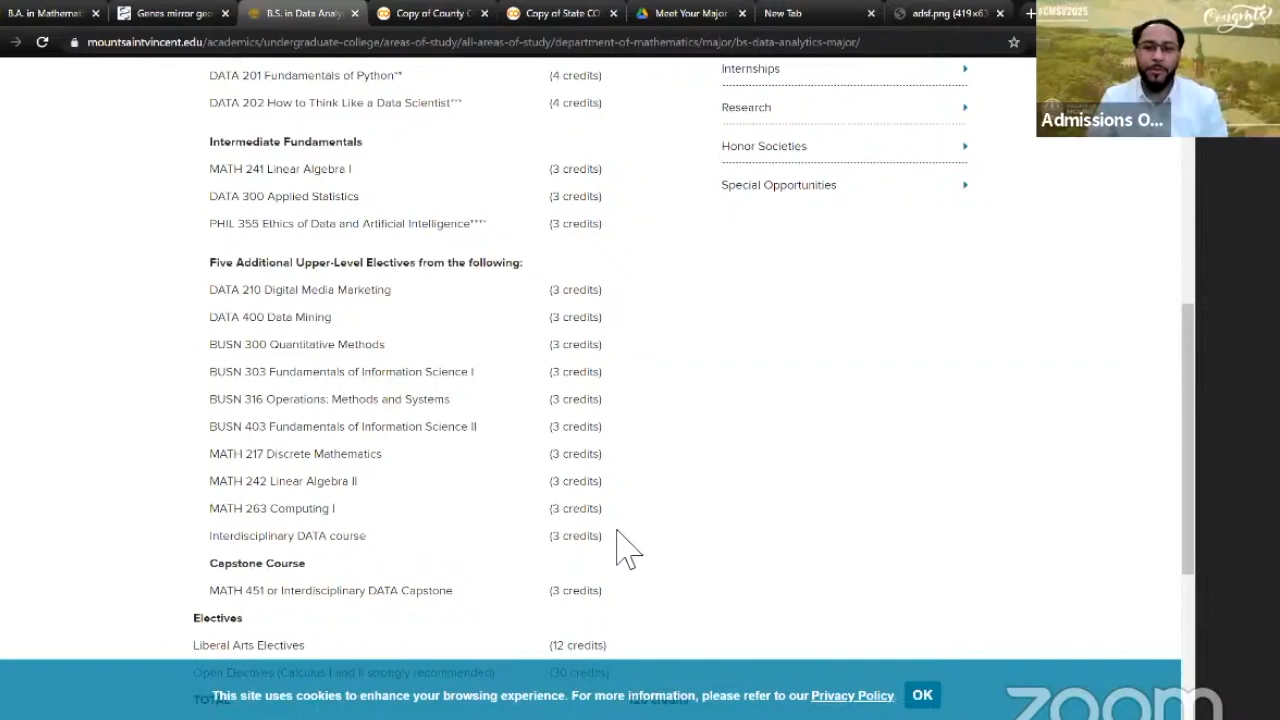 B.A. in Mathemat
Genes mirror geo
B.S. in Data Analy
Copy of County C
Copy of State CO
Meet Your Major
New Tab
adsf.png (419×63
#CMSV2025
Congrats
mountsaintvincent.edu/academics/undergraduate-college/areas-of-study/all-areas-of-study/department-of-mathematics/major/bs-data-analytics-major/
Admissions O...
DATA 201 Fundamentals of Python** (4 credits)
DATA 202 How to Think Like a Data Scientist*** (4 credits)
Intermediate Fundamentals
MATH 241 Linear Algebra I (3 credits)
DATA 300 Applied Statistics (3 credits)
PHIL 355 Ethics of Data and Artificial Intelligence**** (3 credits)
Five Additional Upper-Level Electives from the following:
DATA 210 Digital Media Marketing (3 credits)
DATA 400 Data Mining (3 credits)
BUSN 300 Quantitative Methods (3 credits)
BUSN 303 Fundamentals of Information Science I (3 credits)
BUSN 316 Operations: Methods and Systems (3 credits)
BUSN 403 Fundamentals of Information Science II (3 credits)
MATH 217 Discrete Mathematics (3 credits)
MATH 242 Linear Algebra II (3 credits)
MATH 263 Computing I (3 credits)
Interdisciplinary DATA course (3 credits)
Capstone Course
MATH 451 or Interdisciplinary DATA Capstone (3 credits)
Electives
Liberal Arts Electives (12 credits)
Open Electives (Calculus I and II strongly recommended) (30 credits)
TOTAL
Internships
Research
Honor Societies
Special Opportunities
This site uses cookies to enhance your browsing experience. For more information, please refer to our Privacy Policy. OK
zoom